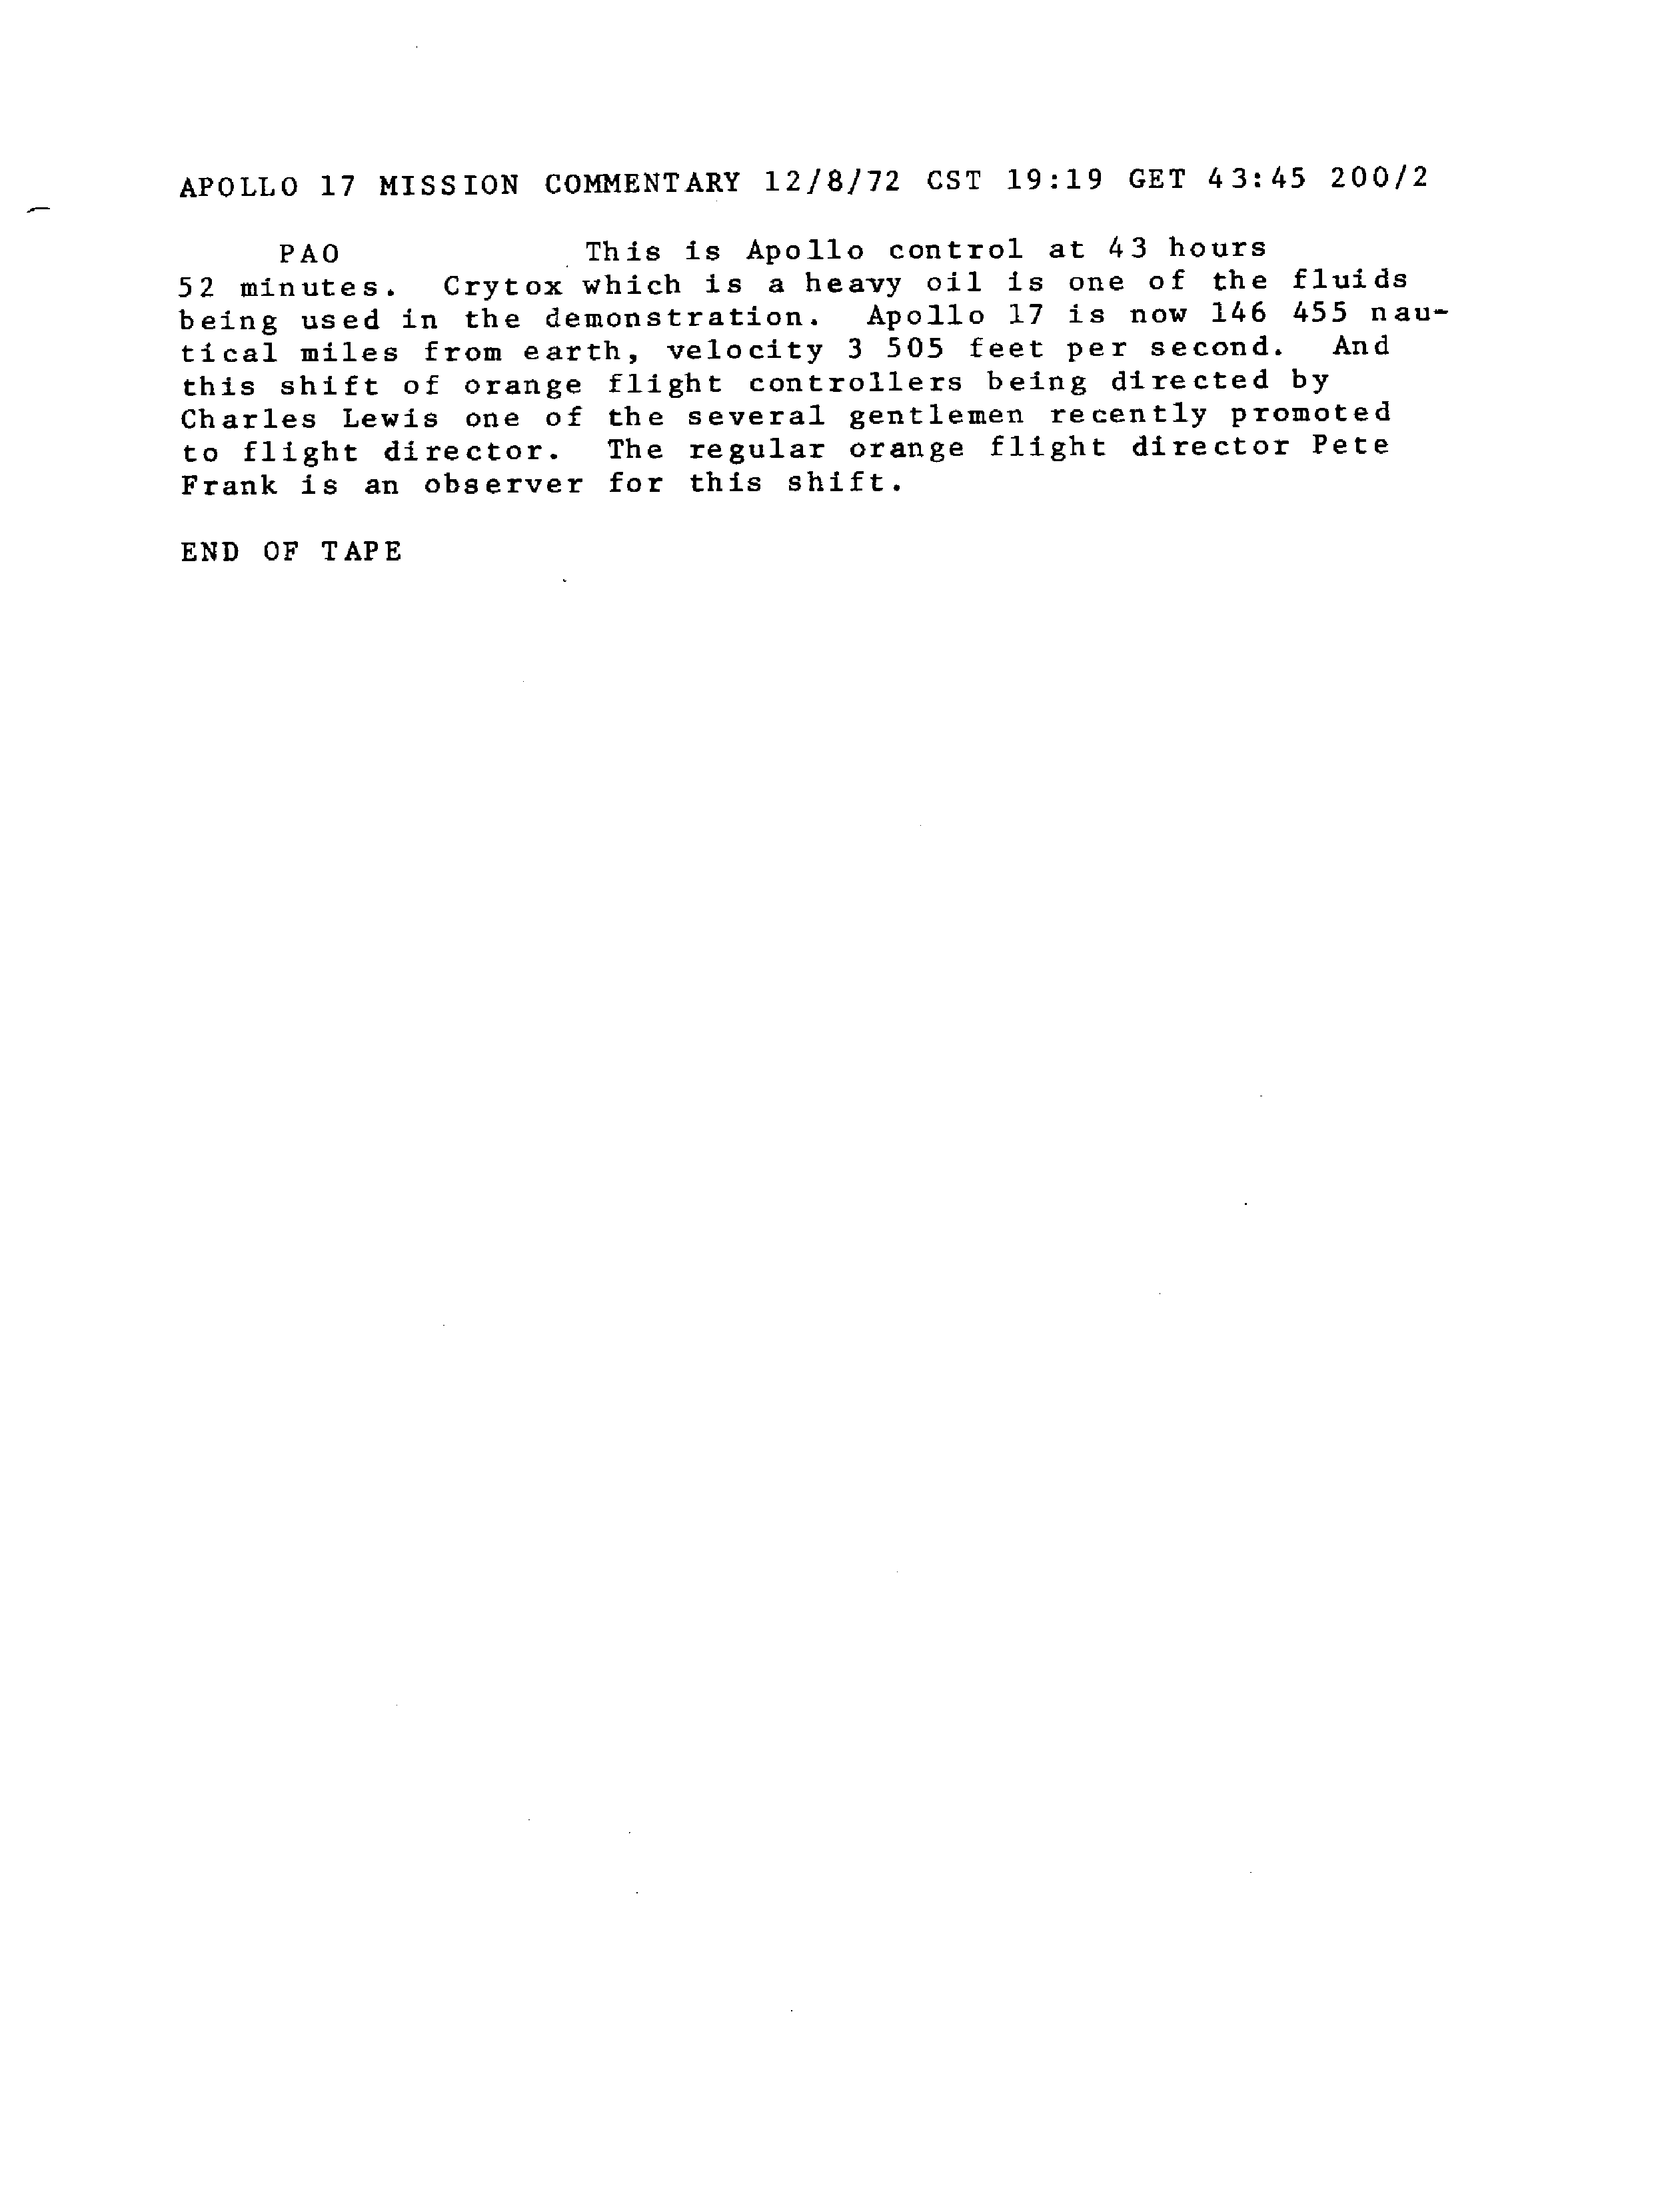 APOLLO 17 MISSION COMMENTARY 12/8/72 CST 19:19 GET 43:45 200/2
PAO This is Apollo control at 43 hours
52 minutes. Crytox which is a heavy oil is one of the fluids
being used in the demonstration. Apollo 17 is now 146 455 nau-
tical miles from earth, velocity 3 505 feet per second. And
this shift of orange flight controllers being directed by
Charles Lewis one of the several gentlemen recently promoted
to flight director. The regular orange flight director Pete
Frank is an observer for this shift.
END OF TAPE